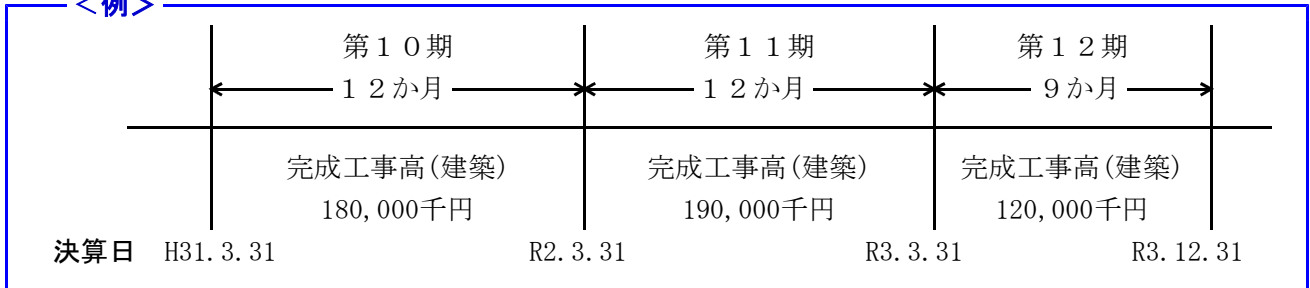 <例>
第10期 第11期 第12期
12か月 12か月 9か月
完成工事高(建築) 完成工事高(建築) 完成工事高(建築)
180,000千円 190,000千円 120,000千円
決算日 H31.3.31 R2.3.31 R3.3.31 R3.12.31